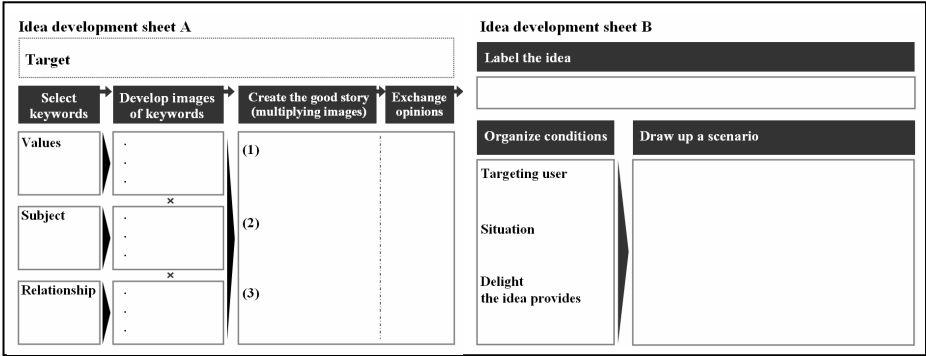 Idea development sheet A
Target
Select
keywords
Develop images
of keywords
Create the good story
(multiplying images)
Exchange
opinions
Values
·
·
·
×
Subject
·
·
·
×
Relationship
·
·
·
(1)
(2)
(3)
Idea development sheet B
Label the idea
Organize conditions
Draw up a scenario
Targeting user
Situation
Delight
the idea provides